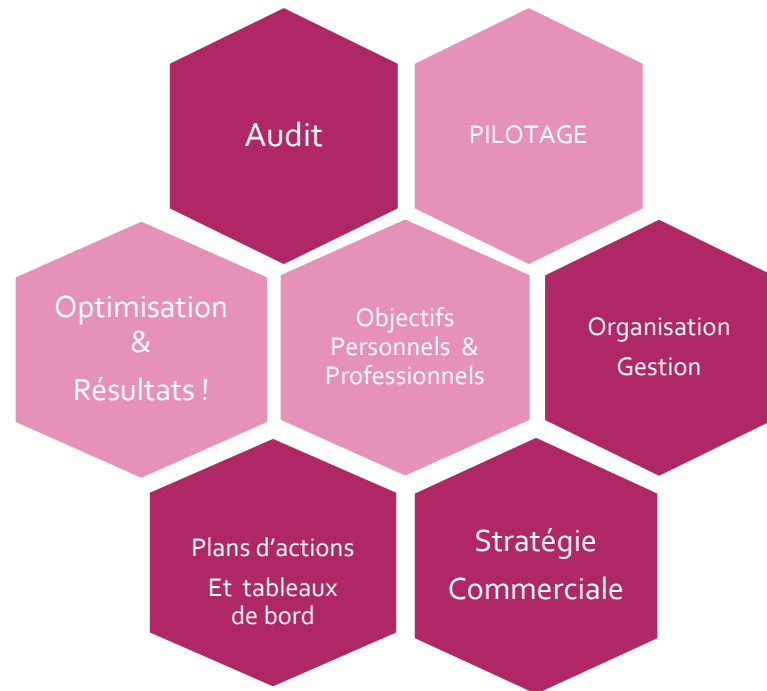 Audit
PILOTAGE
Optimisation
&
Résultats !
Objectifs
Personnels &
Professionnels
Organisation
Gestion
Plans d’actions
Et tableaux
de bord
Stratégie
Commerciale